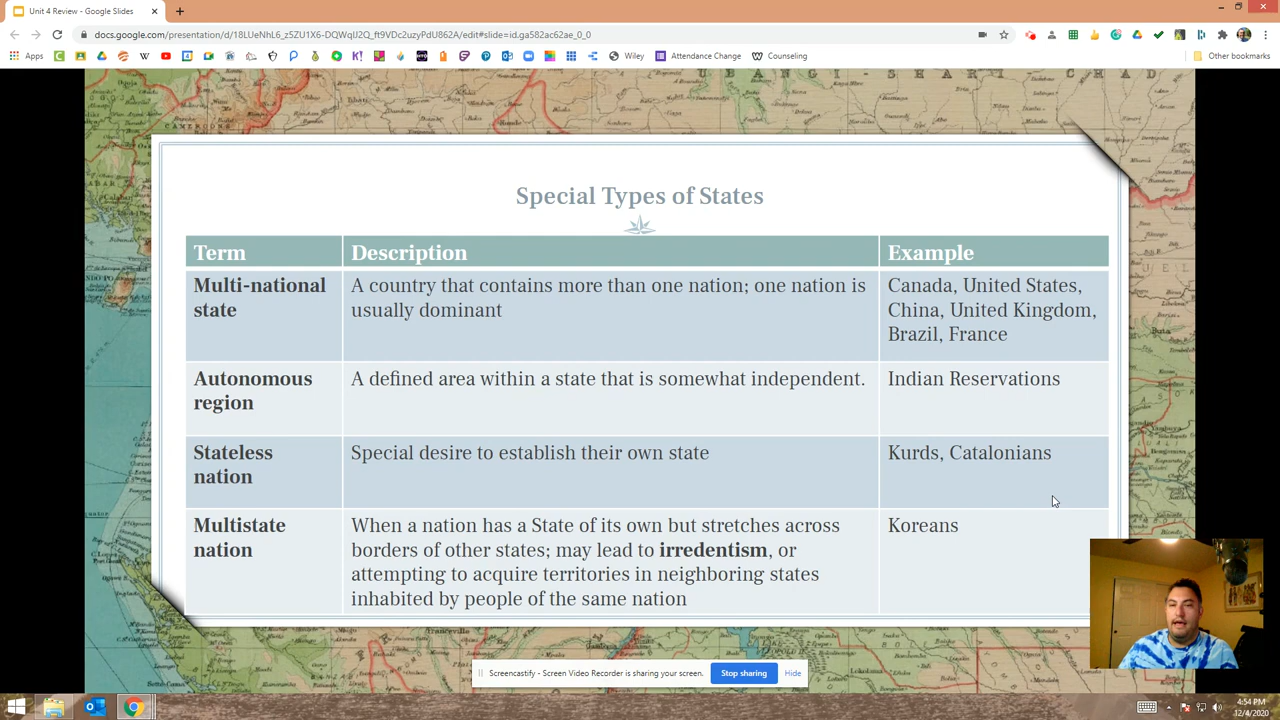 Unit 4 Review - Google Slides
docs.google.com/presentation/d/18LUeNhL6_z5ZU1X6-DQWqU2Q_ft9VDc2uzyPdU862A/edit#slide=id.ga582ac62ae_0_0
Apps
Wiley
Attendance Change
Counseling
Other bookmarks
UBANGI-SHARI-CHAD
CAMEROONS
Special Types of States
Term Description Example
Multi-national state
A country that contains more than one nation; one nation is
usually dominant
Canada, United States,
China, United Kingdom,
Brazil, France
Autonomous
region
A defined area within a state that is somewhat independent.
Indian Reservations
Stateless
nation
Special desire to establish their own state
Kurds, Catalonians
Multistate
nation
When a nation has a State of its own but stretches across
borders of other states; may lead to irredentism, or
attempting to acquire territories in neighboring states
inhabited by people of the same nation
Koreans
Franceville
Screencastify - Screen Video Recorder is sharing your screen.
Stop sharing
Hide
4:54 PM
12/4/2020